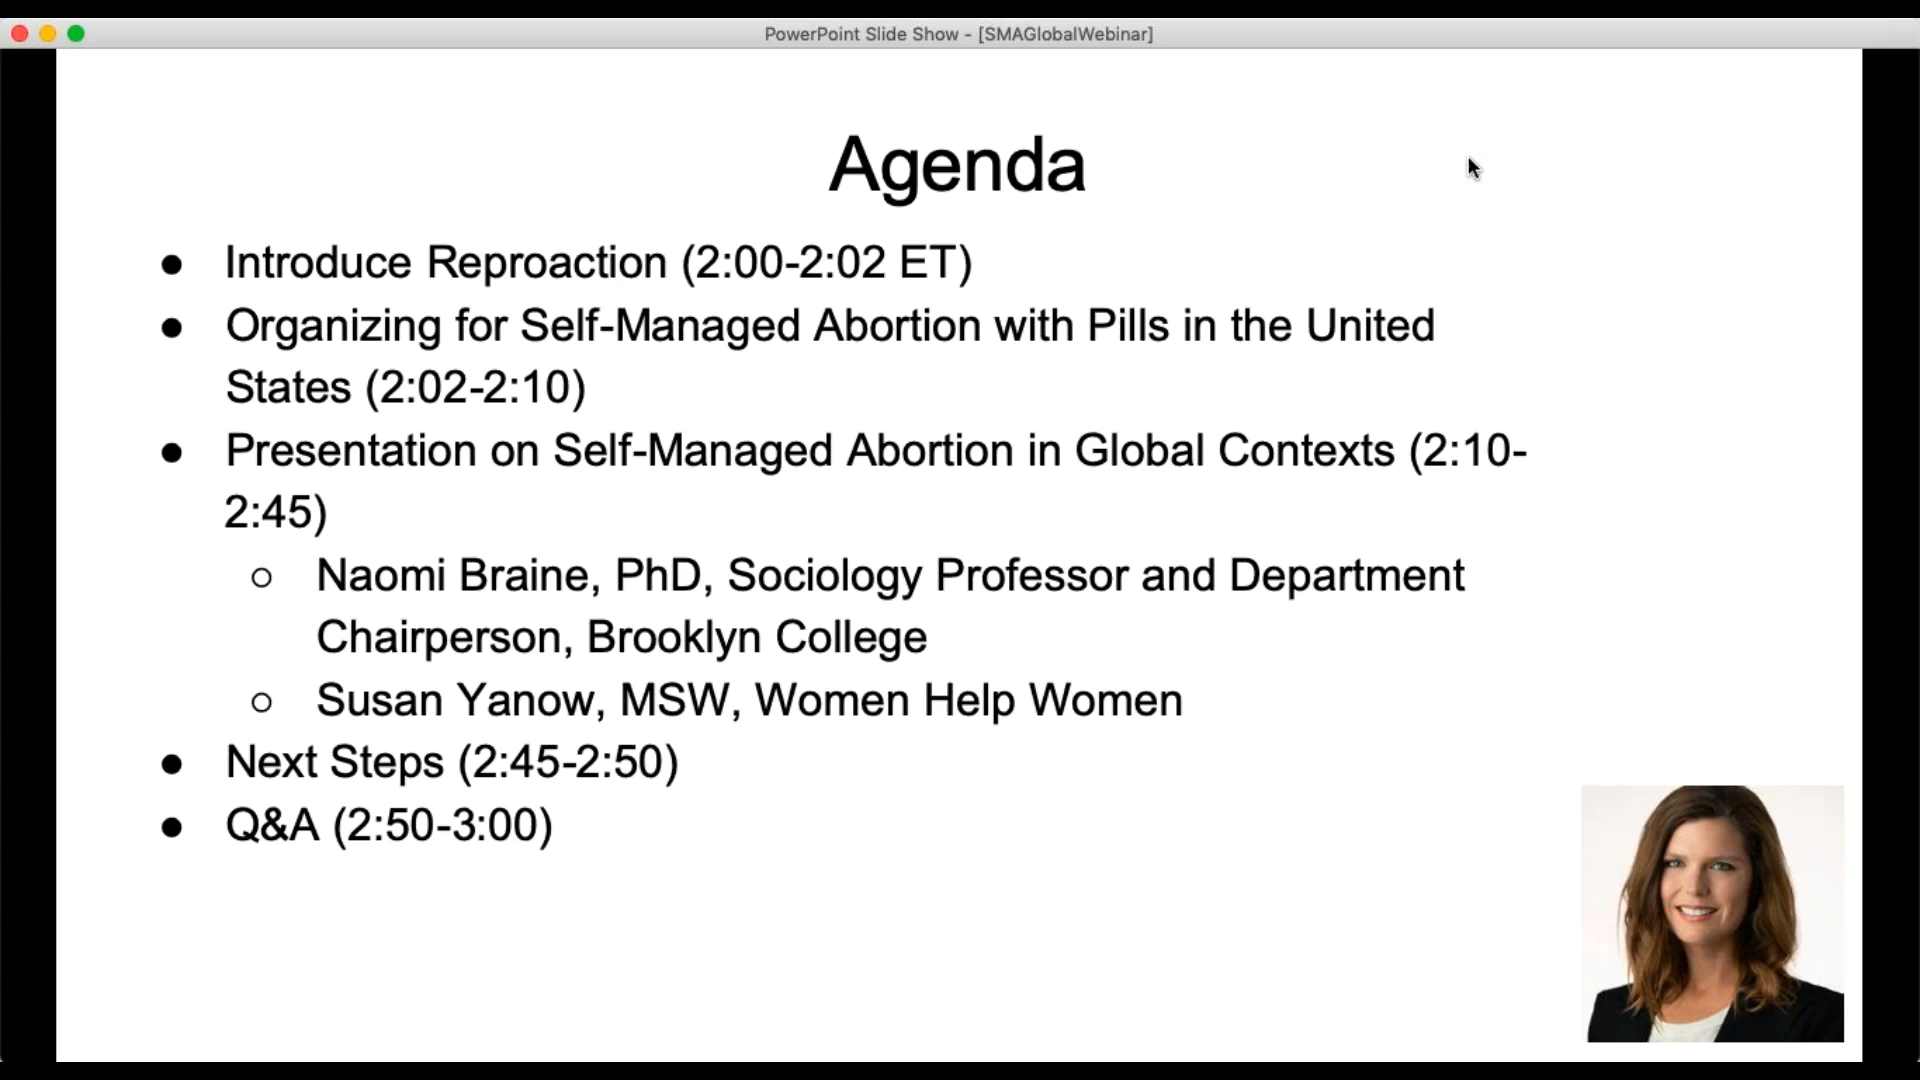 PowerPoint Slide Show - [SMAGlobalWebinar]
Agenda
● Introduce Reproaction (2:00-2:02 ET)
● Organizing for Self-Managed Abortion with Pills in the United
States (2:02-2:10)
● Presentation on Self-Managed Abortion in Global Contexts (2:10-
2:45)
○ Naomi Braine, PhD, Sociology Professor and Department
Chairperson, Brooklyn College
○ Susan Yanow, MSW, Women Help Women
● Next Steps (2:45-2:50)
● Q&A (2:50-3:00)